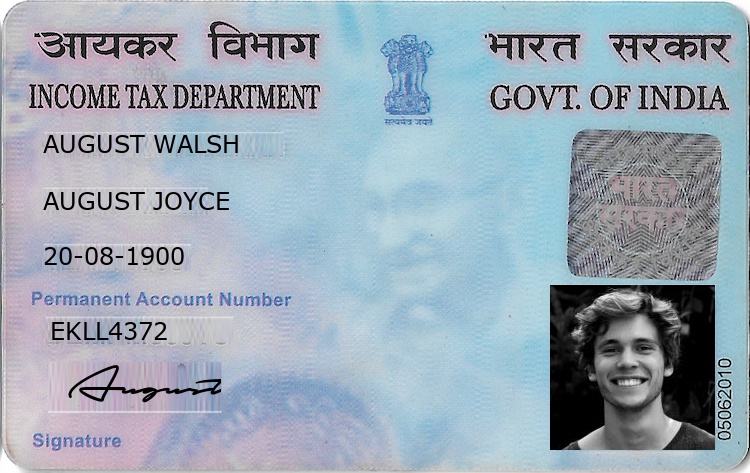 आयकर विभाग भारत सरकार
INCOME TAX DEPARTMENT GOVT. OF INDIA
सत्यमेव जयते
AUGUST WALSH
भारत
सरकार
AUGUST JOYCE
20-08-1900
Permanent Account Number
EKLL4372
August
Signature
05062010